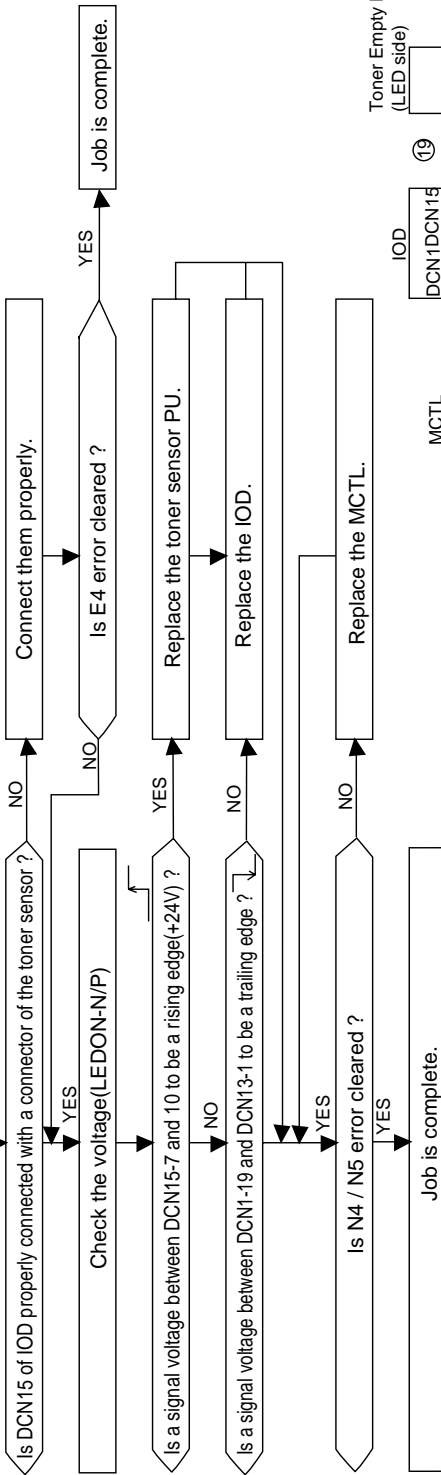 Is DCN15 of IOD properly connected with a connector of the toner sensor ?
NO
Connect them properly.
YES
NO
Is E4 error cleared ?
YES
Job is complete.
Check the voltage(LEDON-N/P)
Is a signal voltage between DCN15-7 and 10 to be a rising edge(+24V) ?
YES
Replace the toner sensor PU.
NO
Is a signal voltage between DCN1-19 and DCN13-1 to be a trailing edge ?
NO
Replace the IOD.
YES
Is N4 / N5 error cleared ?
NO
Replace the MCTL.
YES
Job is complete.
MCTL
IOD
DCN1DCN15
19
Toner Empty
(LED side)